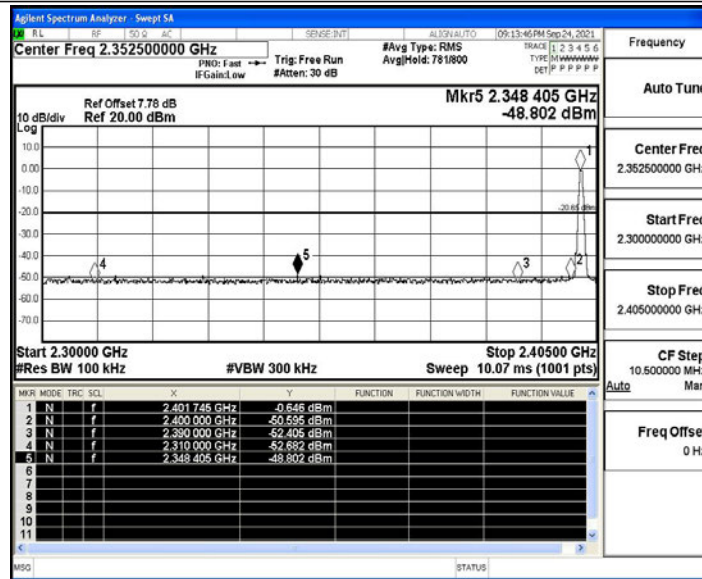 Agilent Spectrum Analyzer - Swept SA
RL RF 50 Ω AC SENSE:INT ALIGNAUTO 09:13:46 PM Sep 24, 2021
Center Freq 2.352500000 GHz #Avg Type: RMS TRACE 1 2 3 4 5 6
PNO: Fast Trig: Free Run Avg|Hold: 781/800 TYPE M WWWWW
IFGain:Low #Atten: 30 dB DET P P P P P P
Ref Offset 7.78 dB Mkr5 2.348 405 GHz
10 dB/div Ref 20.00 dBm -48.802 dBm
Log
10.0
0.00
-10.0
-20.0
-20.65 dBm
-30.0
-40.0
-50.0
-60.0
-70.0
1
2
3
4
5
Start 2.30000 GHz Stop 2.40500 GHz
#Res BW 100 kHz #VBW 300 kHz Sweep 10.07 ms (1001 pts)
MKR MODE TRC SCL X Y FUNCTION FUNCTION WIDTH FUNCTION VALUE
1 N f 2.401 745 GHz -0.646 dBm
2 N f 2.400 000 GHz -50.595 dBm
3 N f 2.390 000 GHz -52.405 dBm
4 N f 2.310 000 GHz -52.682 dBm
5 N f 2.348 405 GHz -48.802 dBm
6
7
8
9
10
11
MSG STATUS
Frequency
Auto Tune
Center Freq
2.352500000 GHz
Start Freq
2.300000000 GHz
Stop Freq
2.405000000 GHz
CF Step
10.500000 MHz
Auto Man
Freq Offset
0 Hz